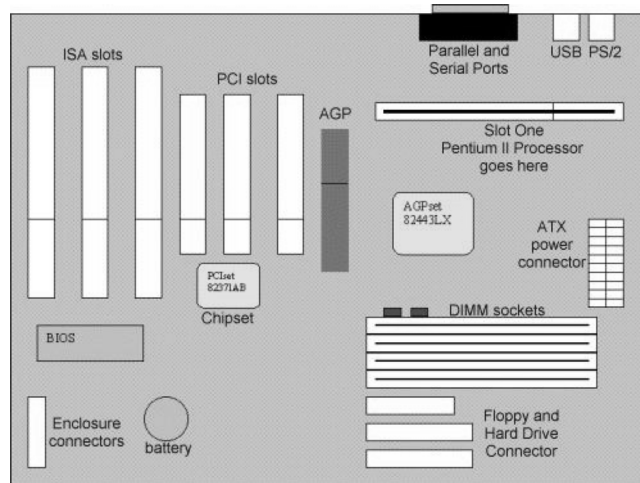 Parallel and
Serial Ports
USB PS/2
ISA slots
PCI slots
AGP
Slot One
Pentium II Processor
goes here
AGPset
82443LX
ATX
power
connector
PCIset
82371AB
Chipset
DIMM sockets
BIOS
Enclosure
connectors
battery
Floppy and
Hard Drive
Connector